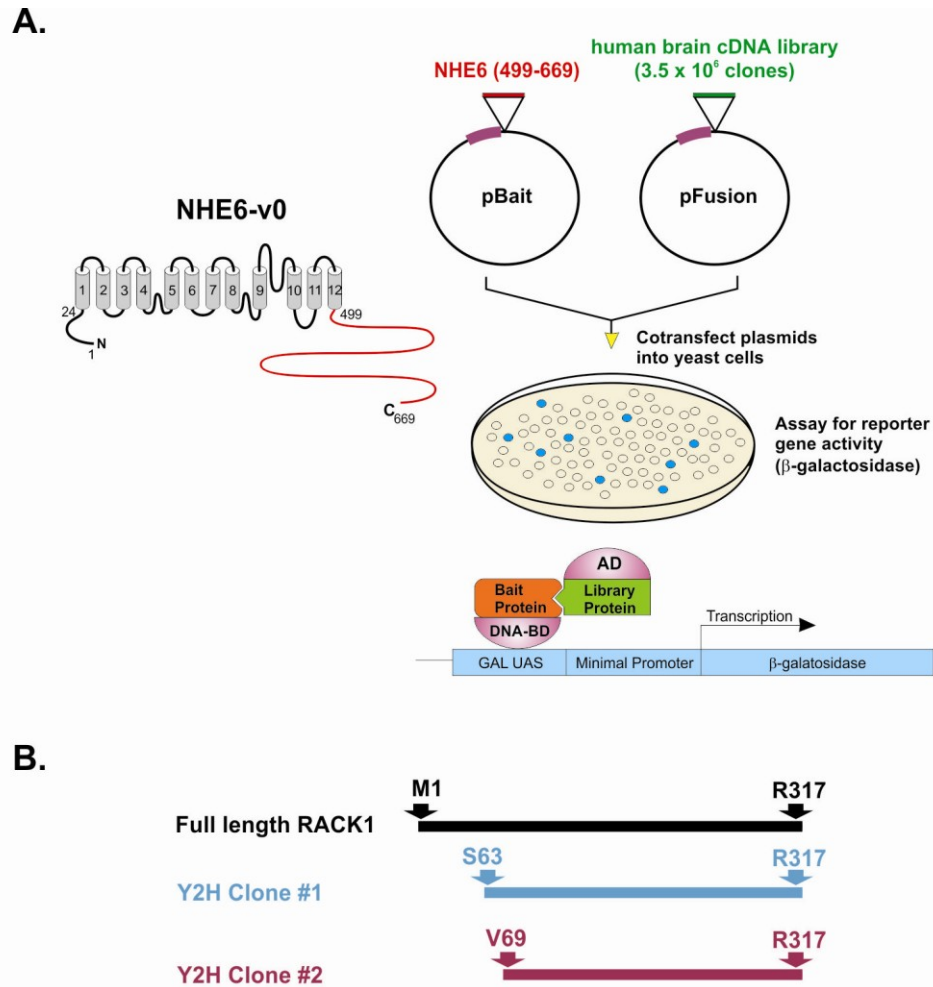 A.
NHE6 (499-669)
human brain cDNA library
(3.5 x 10⁶ clones)
pBait
pFusion
NHE6-v0
1 2 3 4 5 6 7 8 9 10 11 12
24
499
N
1
C
669
Cotransfect plasmids
into yeast cells
Assay for reporter
gene activity
(β-galactosidase)
AD
Bait
Protein
Library
Protein
DNA-BD
Transcription
GAL UAS
Minimal Promoter
β-galatosidase
B.
M1
R317
Full length RACK1
S63
R317
Y2H Clone #1
V69
R317
Y2H Clone #2